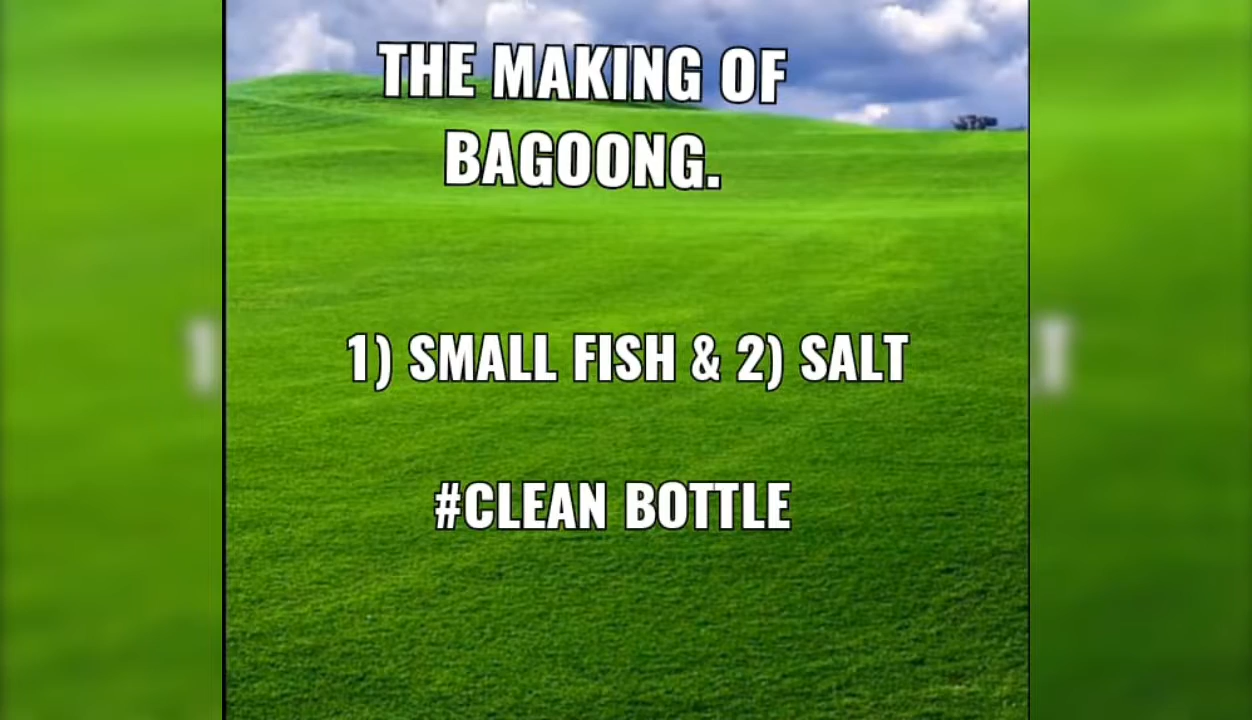 THE MAKING OF
BAGOONG.
1) SMALL FISH & 2) SALT
#CLEAN BOTTLE